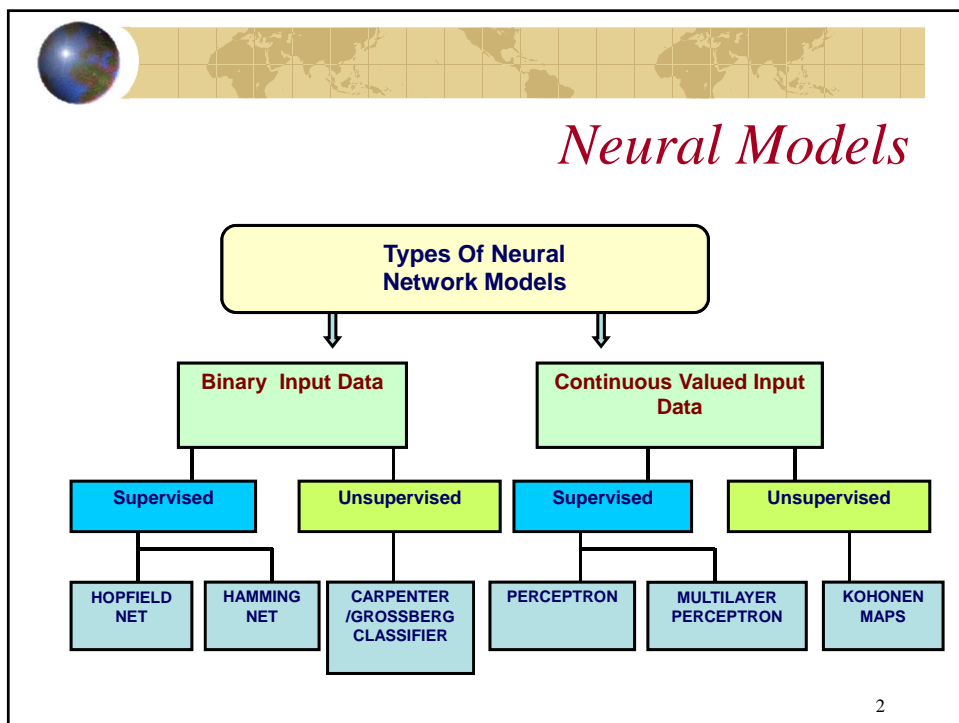 Neural Models
Types Of Neural
Network Models
Binary Input Data
Continuous Valued Input
Data
Supervised
Unsupervised
Supervised
Unsupervised
HOPFIELD
NET
HAMMING
NET
CARPENTER
/GROSSBERG
CLASSIFIER
PERCEPTRON
MULTILAYER
PERCEPTRON
KOHONEN
MAPS
2